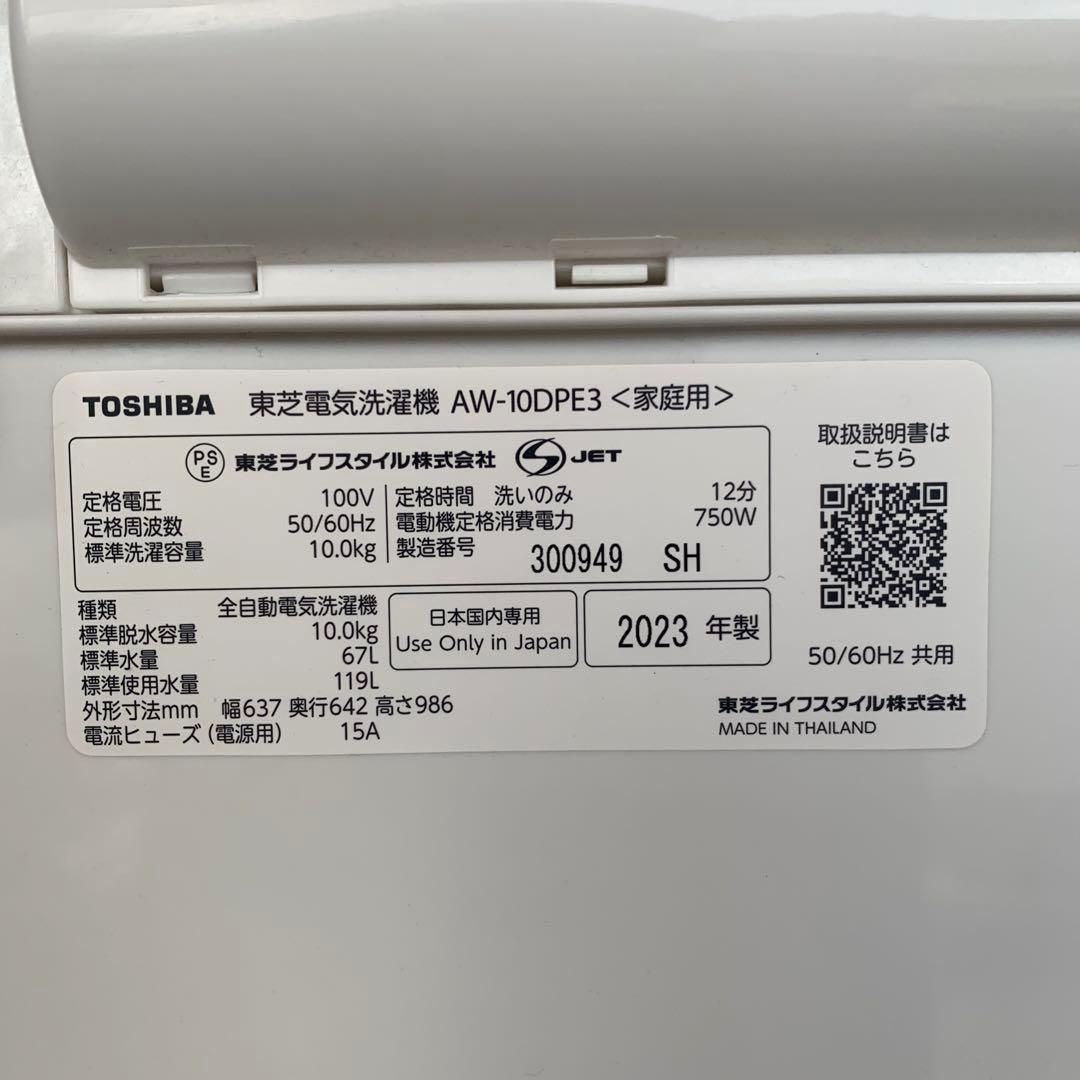 TOSHIBA 東芝電気洗濯機 AW-10DPE3 <家庭用>
PS E 東芝ライフスタイル株式会社 JET
定格電圧 100V
定格周波数 50/60Hz
標準洗濯容量 10.0kg
定格時間 洗いのみ 12分
電動機定格消費電力 750W
製造番号 300949 SH
種類 全自動電気洗濯機
標準脱水容量 10.0kg
標準水量 67L
標準使用水量 119L
外形寸法mm 幅637 奥行642 高さ986
電流ヒューズ (電源用) 15A
日本国内専用
Use Only in Japan
2023 年製
取扱説明書は
こちら
50/60Hz 共用
東芝ライフスタイル株式会社
MADE IN THAILAND